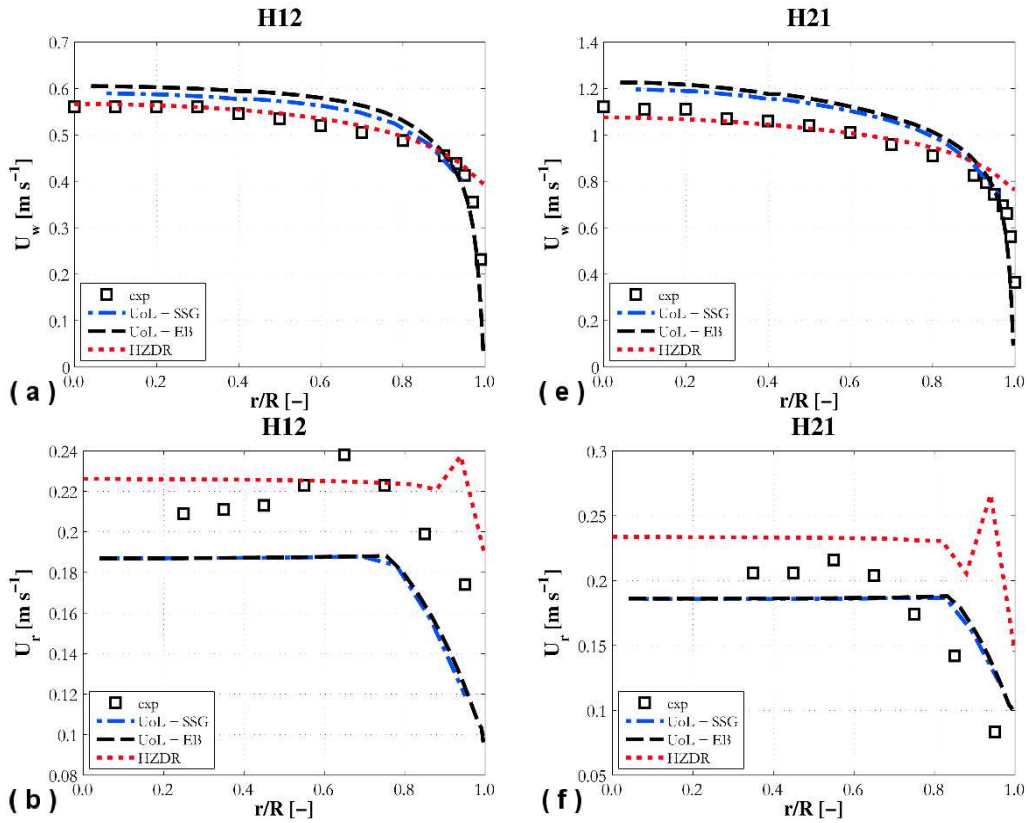 H12
U_w [m s⁻¹]
0.7
0.6
0.5
0.4
0.3
0.2
0.1
0
exp
UoL − SSG
UoL − EB
HZDR
0.0 0.2 0.4 0.6 0.8 1.0
r/R [−]
( a )
H21
U_w [m s⁻¹]
1.4
1.2
1
0.8
0.6
0.4
0.2
0
exp
UoL − SSG
UoL − EB
HZDR
0.0 0.2 0.4 0.6 0.8 1.0
r/R [−]
( e )
H12
U_r [m s⁻¹]
0.24
0.22
0.2
0.18
0.16
0.14
0.12
0.1
0.08
exp
UoL − SSG
UoL − EB
HZDR
0.0 0.2 0.4 0.6 0.8 1.0
r/R [−]
( b )
H21
U_r [m s⁻¹]
0.3
0.25
0.2
0.15
0.1
0.05
exp
UoL − SSG
UoL − EB
HZDR
0.0 0.2 0.4 0.6 0.8 1.0
r/R [−]
( f )